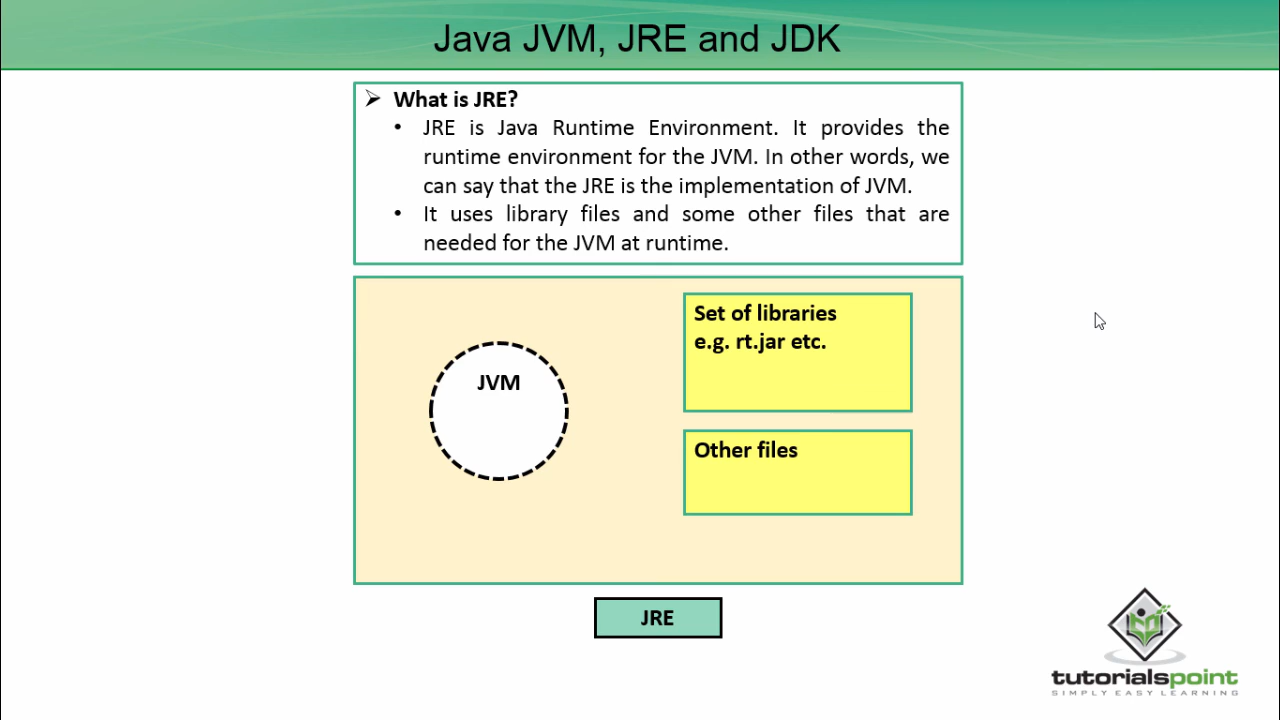 Java JVM, JRE and JDK
➢ What is JRE?
• JRE is Java Runtime Environment. It provides the
runtime environment for the JVM. In other words, we
can say that the JRE is the implementation of JVM.
• It uses library files and some other files that are
needed for the JVM at runtime.
Set of libraries
e.g. rt.jar etc.
JVM
Other files
JRE
tutorialspoint
SIMPLY EASY LEARNING